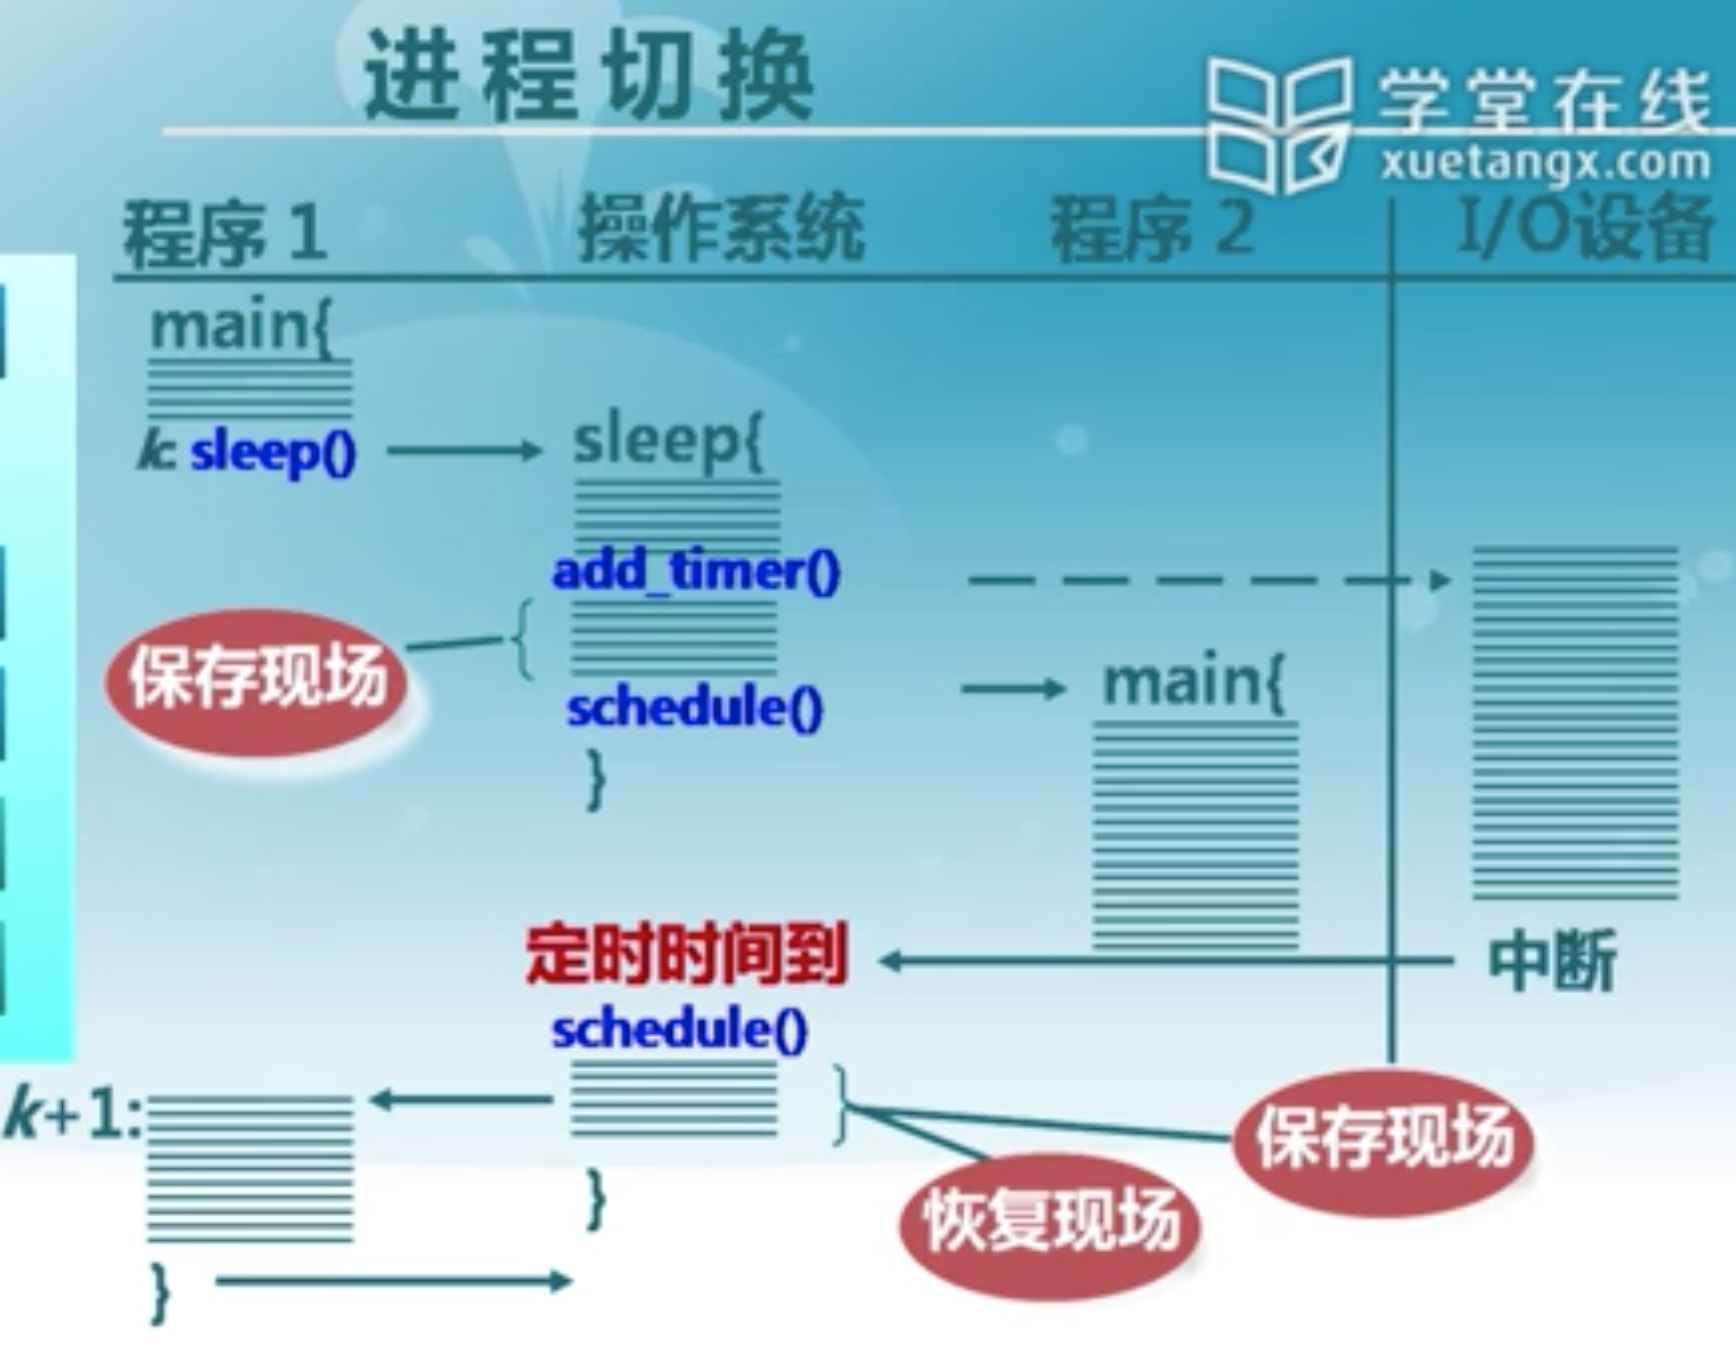 进程切换
学堂在线
xuetangx.com
程序 1 操作系统 程序 2 I/O设备
main{
k: sleep() sleep{
add_timer()
保存现场
main{
schedule()
}
定时时间到 中断
schedule()
k+1:
保存现场
恢复现场
}
}